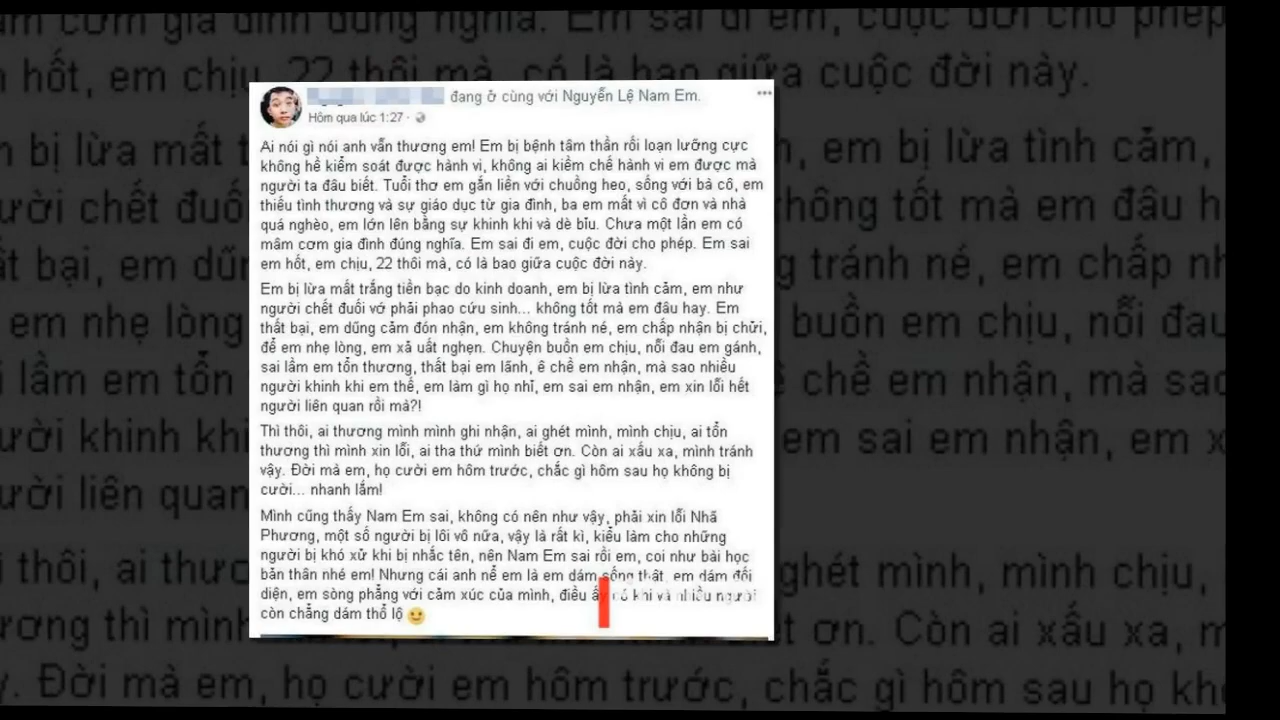 đang ở cùng với Nguyễn Lệ Nam Em.
Hôm qua lúc 1:27 ·
Ai nói gì nói anh vẫn thương em! Em bị bệnh tâm thần rối loạn lưỡng cực
không hề kiểm soát được hành vi, không ai kiềm chế hành vi em được mà
người ta đâu biết. Tuổi thơ em gắn liền với chuồng heo, sống với bà cô, em
thiếu tình thương và sự giáo dục từ gia đình, ba em mất vì cô đơn và nhà
quá nghèo, em lớn lên bằng sự khinh khi và dè bỉu. Chưa một lần em có
mâm cơm gia đình đúng nghĩa. Em sai đi em, cuộc đời cho phép. Em sai
em hốt, em chịu, 22 thôi mà, có là bao giữa cuộc đời này.
Em bị lừa mất trắng tiền bạc do kinh doanh, em bị lừa tình cảm, em như
người chết đuối vớ phải phao cứu sinh... không tốt mà em đâu hay. Em
thất bại, em dũng cảm đón nhận, em không tránh né, em chấp nhận bị chửi,
để em nhẹ lòng, em xả uất nghẹn. Chuyện buồn em chịu, nỗi đau em gánh,
sai lầm em tổn thương, thất bại em lãnh, ê chề em nhận, mà sao nhiều
người khinh khi em thế, em làm gì họ nhỉ, em sai em nhận, em xin lỗi hết
người liên quan rồi mà?!
Thì thôi, ai thương mình mình ghi nhận, ai ghét mình, mình chịu, ai tổn
thương thì mình xin lỗi, ai tha thứ mình biết ơn. Còn ai xấu xa, mình tránh
vậy. Đời mà em, họ cười em hôm trước, chắc gì hôm sau họ không bị
cười... nhanh lắm!
Mình cũng thấy Nam Em sai, không có nên như vậy, phải xin lỗi Nhã
Phương, một số người bị lôi vô nữa, vậy là rất kì, kiểu làm cho những
người bị khó xử khi bị nhắc tên, nên Nam Em sai rồi em, coi như bài học
bản thân nhé em! Nhưng cái anh nể em là em dám sống thật, em dám đối
diện, em sòng phẳng với cảm xúc của mình, điều ấy có khi và nhiều người
còn chẳng dám thổ lộ